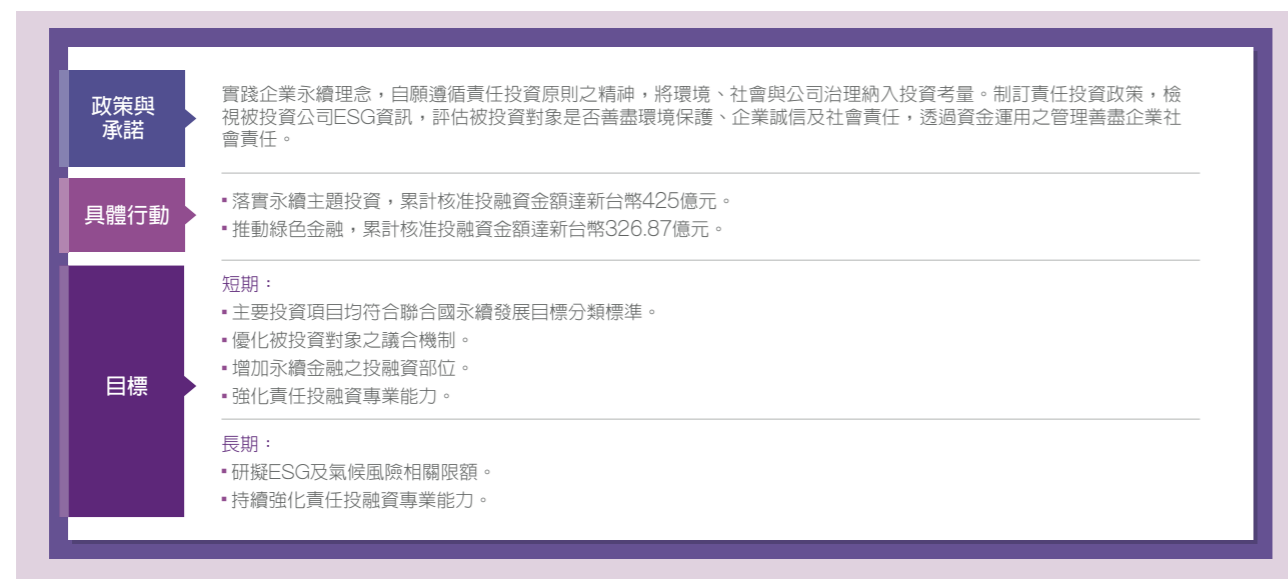 政策與
承諾
實踐企業永續理念，自願遵循責任投資原則之精神，將環境、社會與公司治理納入投資考量。制訂責任投資政策，檢
視被投資公司ESG資訊，評估被投資對象是否善盡環境保護、企業誠信及社會責任，透過資金運用之管理善盡企業社
會責任。
具體行動
▪落實永續主題投資，累計核准投融資金額達新台幣425億元。
▪推動綠色金融，累計核准投融資金額達新台幣326.87億元。
目標
短期：
▪主要投資項目均符合聯合國永續發展目標分類標準。
▪優化被投資對象之議合機制。
▪增加永續金融之投融資部位。
▪強化責任投融資專業能力。
長期：
▪研擬ESG及氣候風險相關限額。
▪持續強化責任投融資專業能力。